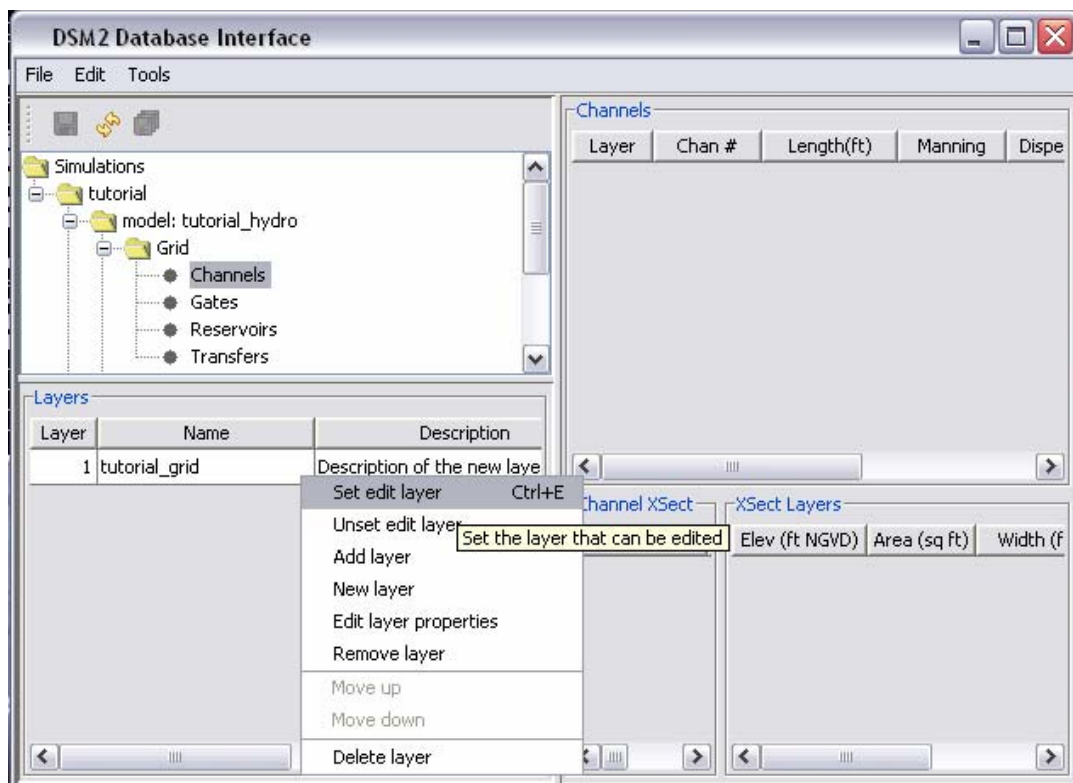 DSM2 Database Interface
File Edit Tools
Simulations
tutorial
model: tutorial_hydro
Grid
Channels
Gates
Reservoirs
Transfers
Channels
Layer Chan # Length(ft) Manning Dispe
Layers
Layer Name Description
1 tutorial_grid Description of the new laye
Set edit layer Ctrl+E
Unset edit layer
Set the layer that can be edited
Add layer
New layer
Edit layer properties
Remove layer
Move up
Move down
Delete layer
Channel XSect
XSect Layers
Elev (ft NGVD) Area (sq ft) Width (f